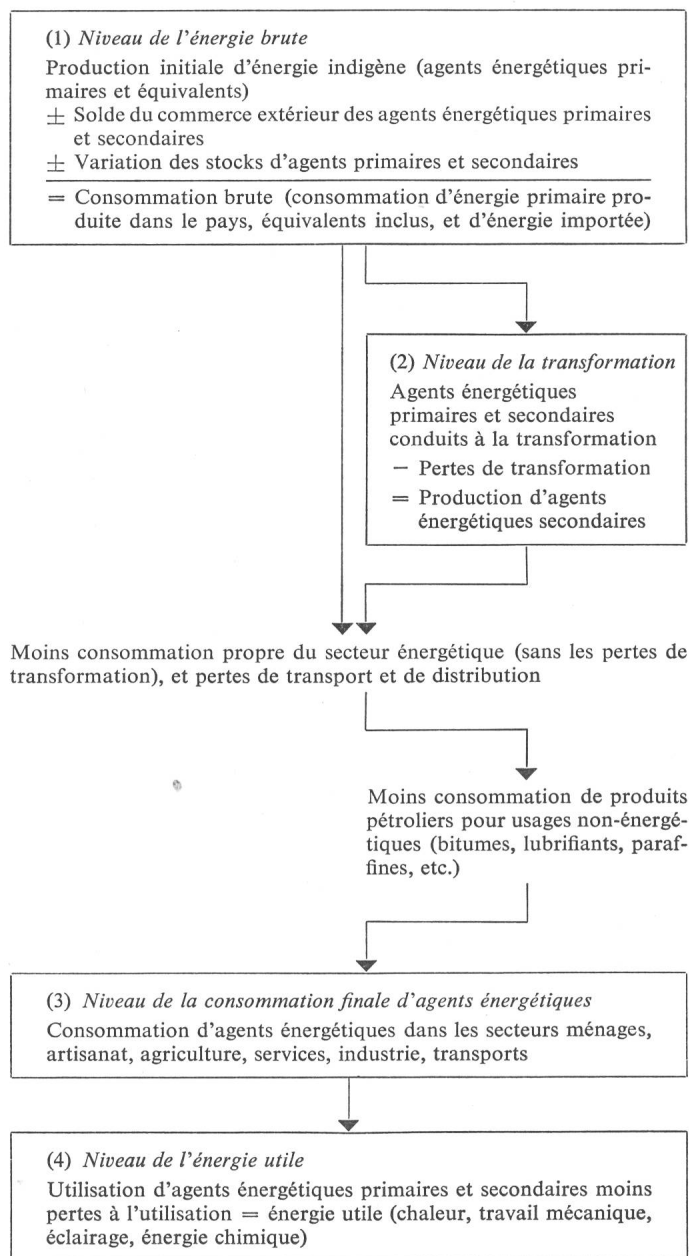 (1) Niveau de l'énergie brute
Production initiale d'énergie indigène (agents énergétiques pri-
maires et équivalents)
± Solde du commerce extérieur des agents énergétiques primaires
et secondaires
± Variation des stocks d'agents primaires et secondaires
= Consommation brute (consommation d'énergie primaire pro-
duite dans le pays, équivalents inclus, et d'énergie importée)
(2) Niveau de la transformation
Agents énergétiques
primaires et secondaires
conduits à la transformation
− Pertes de transformation
= Production d'agents
énergétiques secondaires
Moins consommation propre du secteur énergétique (sans les pertes de
transformation), et pertes de transport et de distribution
Moins consommation de produits
pétroliers pour usages non-énergé-
tiques (bitumes, lubrifiants, paraf-
fines, etc.)
(3) Niveau de la consommation finale d'agents énergétiques
Consommation d'agents énergétiques dans les secteurs ménages,
artisanat, agriculture, services, industrie, transports
(4) Niveau de l'énergie utile
Utilisation d'agents énergétiques primaires et secondaires moins
pertes à l'utilisation = énergie utile (chaleur, travail mécanique,
éclairage, énergie chimique)